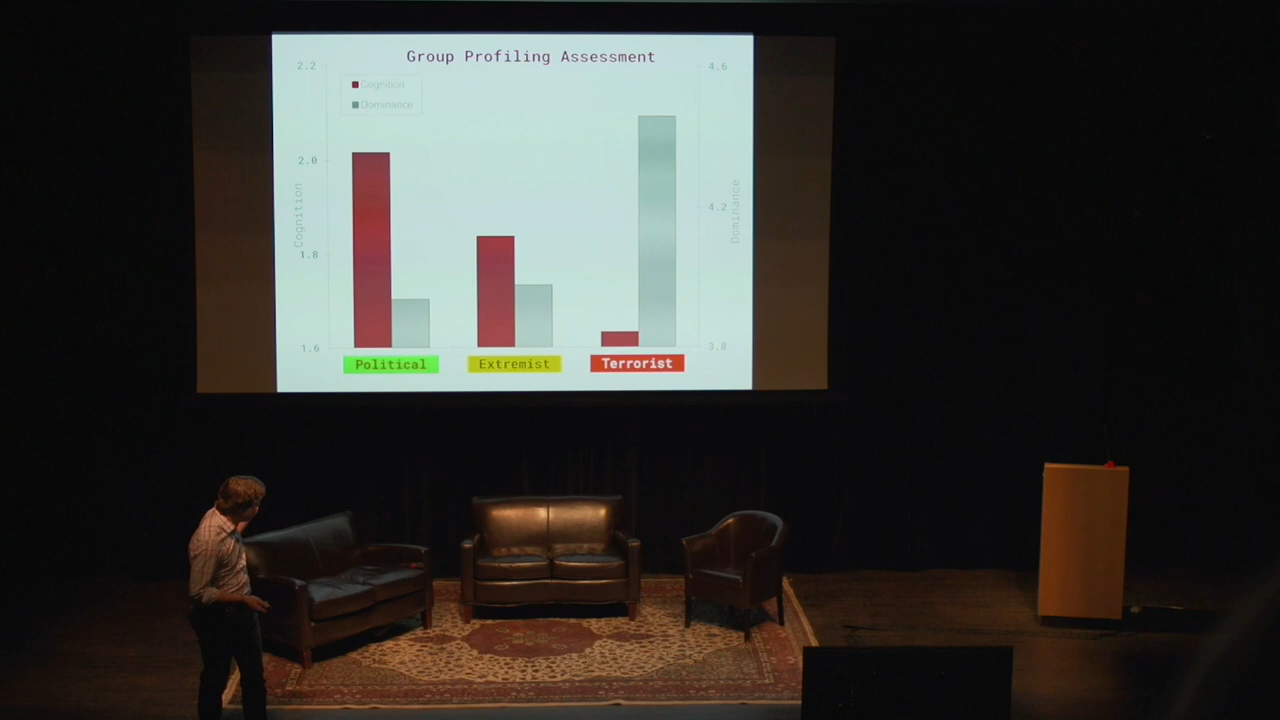 Group Profiling Assessment
2.2
4.6
Cognition
Dominance
2.0
4.2
Cognition
Dominance
1.8
1.6
3.8
Political
Extremist
Terrorist